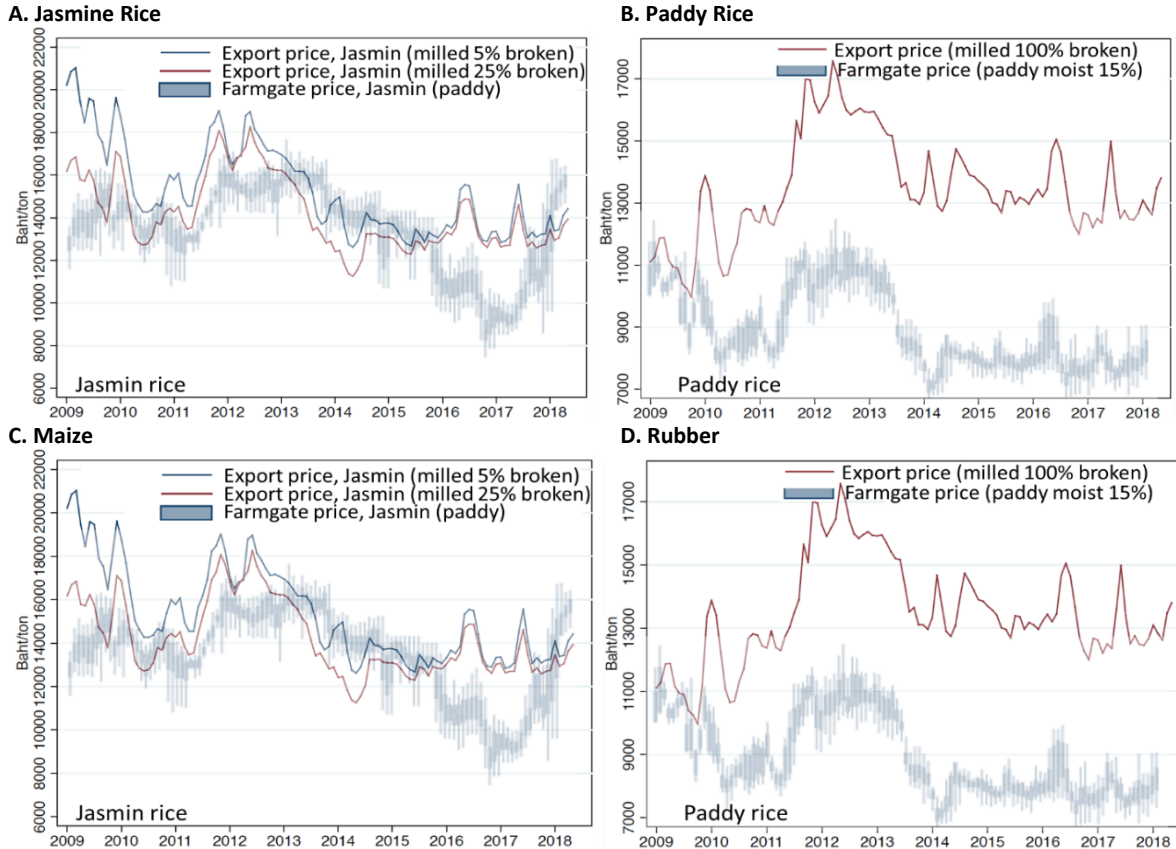 A. Jasmine Rice
Export price, Jasmin (milled 5% broken)
Export price, Jasmin (milled 25% broken)
Farmgate price, Jasmin (paddy)
Baht/ton
22000
20000
18000
16000
14000
12000
10000
8000
6000
Jasmin rice
2009 2010 2011 2012 2013 2014 2015 2016 2017 2018
B. Paddy Rice
Export price (milled 100% broken)
Farmgate price (paddy moist 15%)
Baht/ton
17000
15000
13000
11000
9000
7000
Paddy rice
2009 2010 2011 2012 2013 2014 2015 2016 2017 2018
C. Maize
Export price, Jasmin (milled 5% broken)
Export price, Jasmin (milled 25% broken)
Farmgate price, Jasmin (paddy)
Baht/ton
22000
20000
18000
16000
14000
12000
10000
8000
6000
Jasmin rice
2009 2010 2011 2012 2013 2014 2015 2016 2017 2018
D. Rubber
Export price (milled 100% broken)
Farmgate price (paddy moist 15%)
Baht/ton
17000
15000
13000
11000
9000
7000
Paddy rice
2009 2010 2011 2012 2013 2014 2015 2016 2017 2018